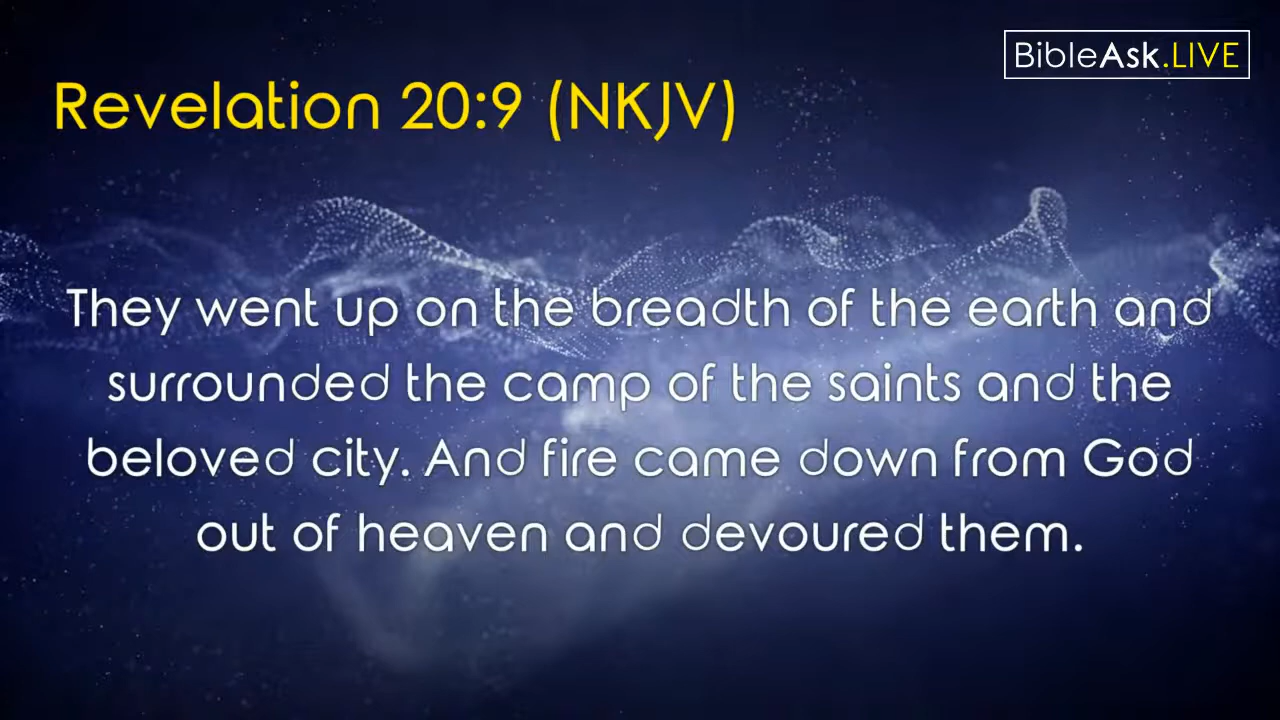 BibleAsk.LIVE
Revelation 20:9 (NKJV)
They went up on the breadth of the earth and
surrounded the camp of the saints and the
beloved city. And fire came down from God
out of heaven and devoured them.